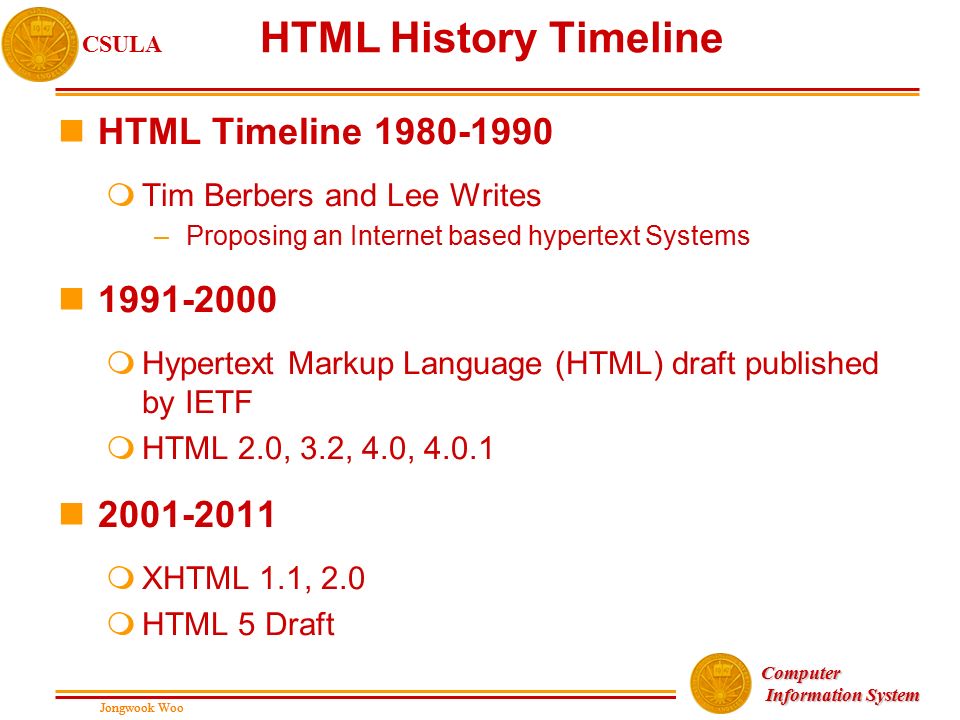 CSULA
HTML History Timeline
HTML Timeline 1980-1990
Tim Berbers and Lee Writes
– Proposing an Internet based hypertext Systems
1991-2000
Hypertext Markup Language (HTML) draft published
by IETF
HTML 2.0, 3.2, 4.0, 4.0.1
2001-2011
XHTML 1.1, 2.0
HTML 5 Draft
Computer
Information System
Jongwook Woo